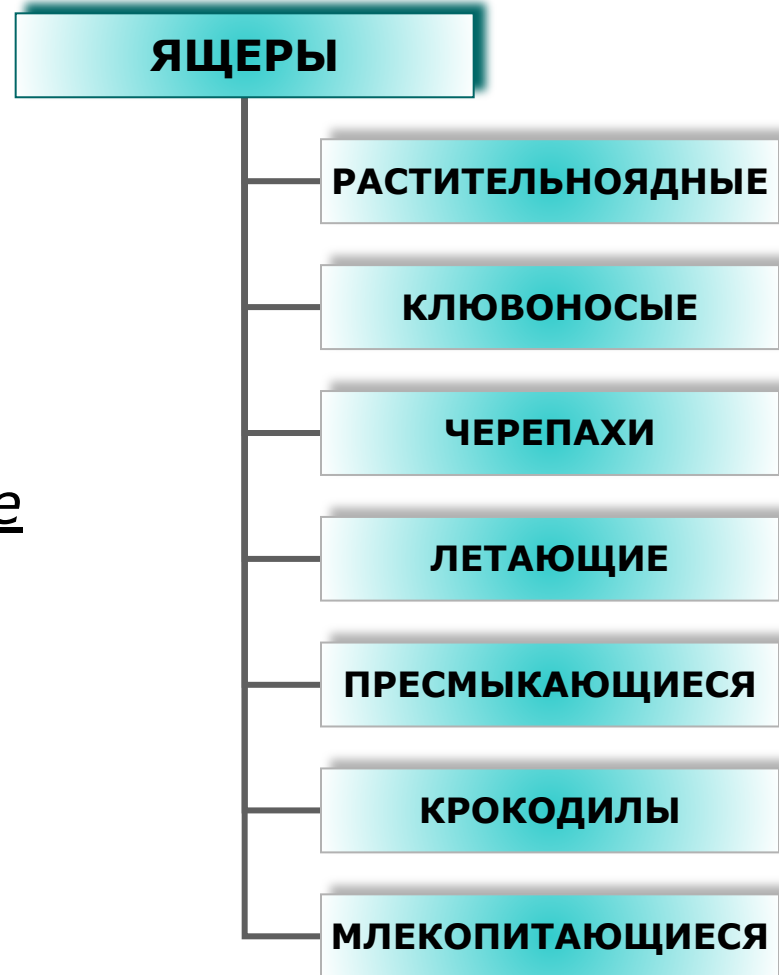 ЯЩЕРЫ
РАСТИТЕЛЬНОЯДНЫЕ
КЛЮВОНОСЫЕ
ЧЕРЕПАХИ
ЛЕТАЮЩИЕ
ПРЕСМЫКАЮЩИЕСЯ
КРОКОДИЛЫ
МЛЕКОПИТАЮЩИЕСЯ